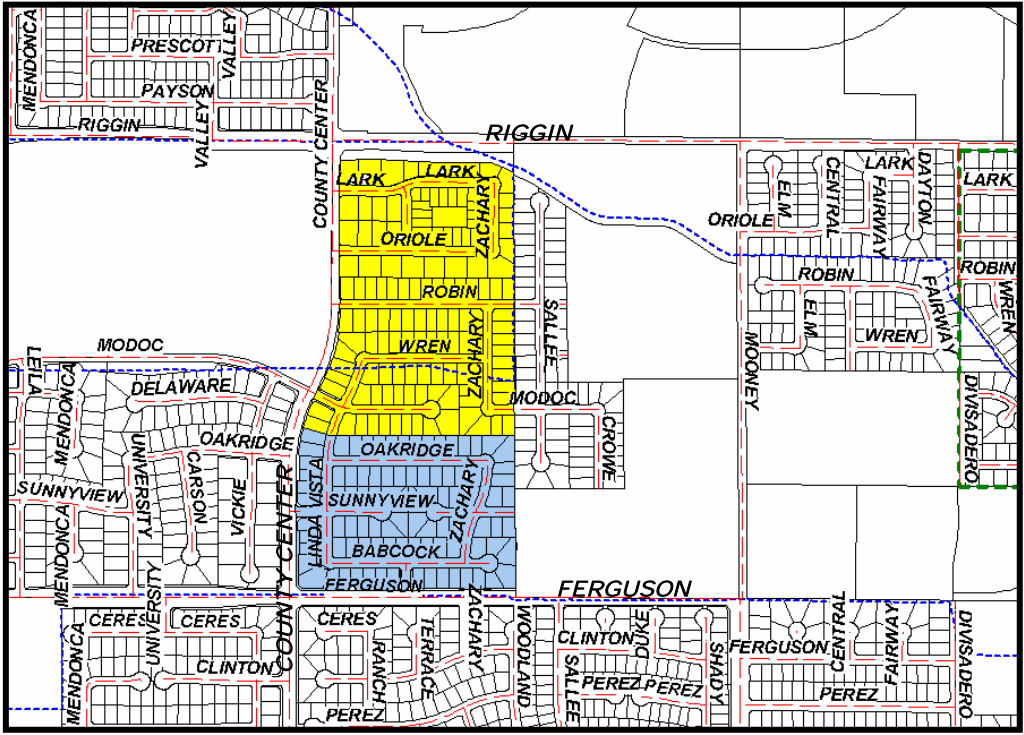 MENDONCA
PRESCOTT
VALLEY
PAYSON
VALLEY
COUNTY CENTER
RIGGIN
RIGGIN
LARK
LARK
ZACHARY
ORIOLE
ROBIN
SALLEE
ZACHARY
WREN
LARK
DAYTON
CENTRAL
FAIRWAY
ELM
ORIOLE
LARK
ROBIN
FAIRWAY
ROBIN
WREN
ELM
WREN
MOONEY
MODOC
LEILA
MENDONCA
DELAWARE
MODOC
CROWE
DIVISADERO
OAKRIDGE
OAKRIDGE
UNIVERSITY
CARSON
VICKIE
LINDA VISTA
SUNNYVIEW
SUNNYVIEW
ZACHARY
COUNTY CENTER
MENDONCA
BABCOCK
FERGUSON
FERGUSON
UNIVERSITY
ZACHARY
MENDONCA
CERES
CERES
CLINTON
CERES
RANCH
TERRACE
WOODLAND
CLINTON
DUKE
SALLEE
SHADY
PEREZ
PEREZ
PEREZ
FERGUSON
CENTRAL
FAIRWAY
DIVISADERO
PEREZ